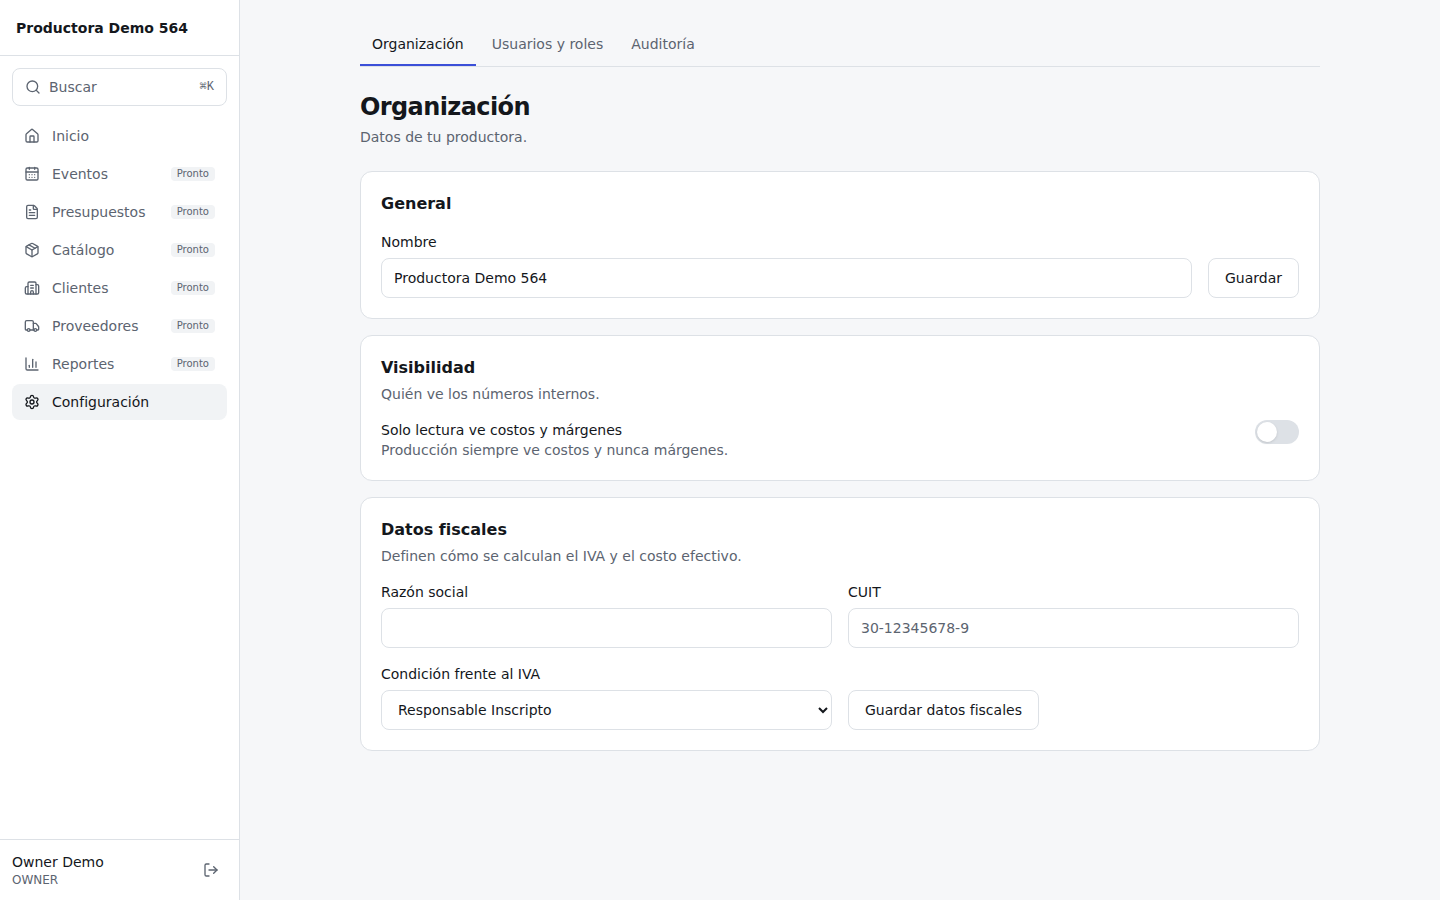 Productora Demo 564
Buscar ⌘K
Inicio
Eventos Pronto
Presupuestos Pronto
Catálogo Pronto
Clientes Pronto
Proveedores Pronto
Reportes Pronto
Configuración
Owner Demo
OWNER
Organización Usuarios y roles Auditoría
Organización
Datos de tu productora.
General
Nombre
Productora Demo 564 Guardar
Visibilidad
Quién ve los números internos.
Solo lectura ve costos y márgenes
Producción siempre ve costos y nunca márgenes.
Datos fiscales
Definen cómo se calculan el IVA y el costo efectivo.
Razón social CUIT
30-12345678-9
Condición frente al IVA
Responsable Inscripto Guardar datos fiscales